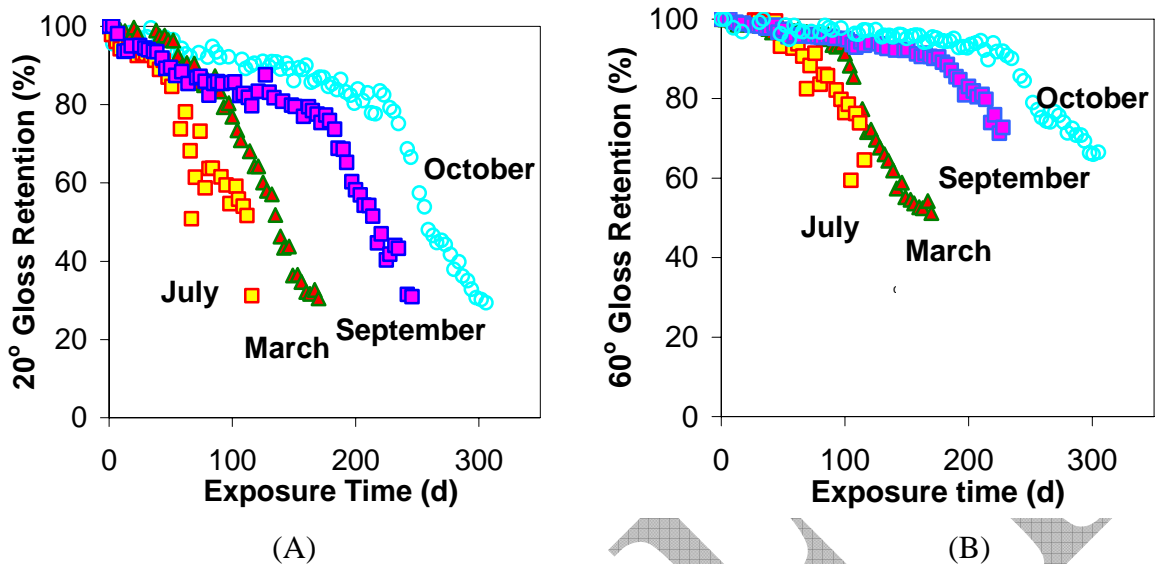 20° Gloss Retention (%)
100
80
60
40
20
0
0
100
200
300
Exposure Time (d)
July
March
September
October
(A)
60° Gloss Retention (%)
100
80
60
40
20
0
0
100
200
300
Exposure time (d)
July
March
September
October
(B)